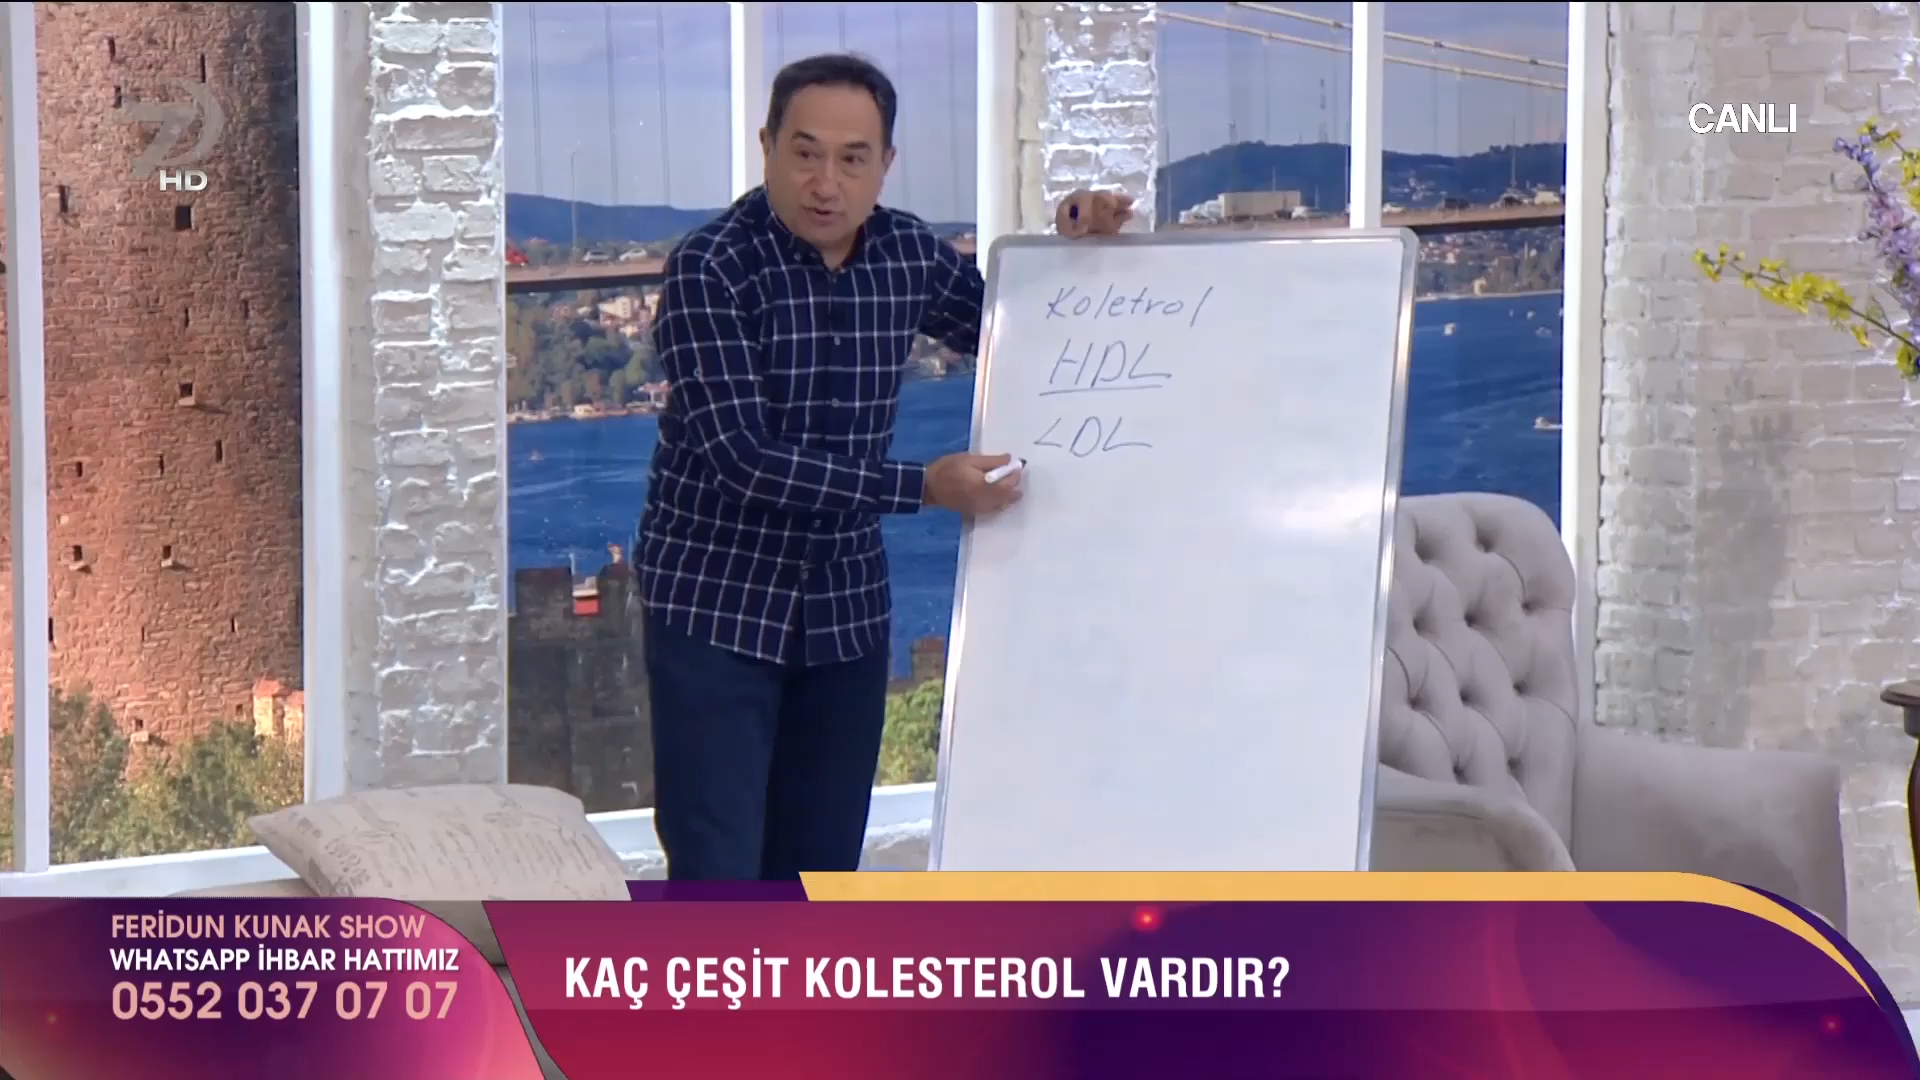 7
HD
CANLI
Koletrol
HDL
LDL
FERİDUN KUNAK SHOW
WHATSAPP İHBAR HATTIMIZ
0552 037 07 07
KAÇ ÇEŞİT KOLESTEROL VARDIR?